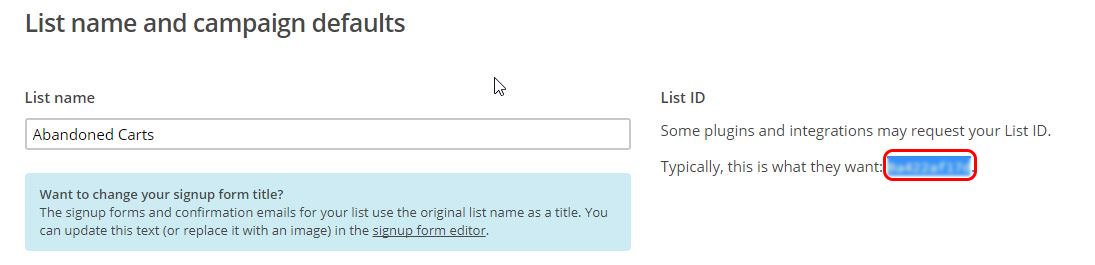 List name and campaign defaults
List name
Abandoned Carts
Want to change your signup form title?
The signup forms and confirmation emails for your list use the original list name as a title. You
can update this text (or replace it with an image) in the signup form editor.
List ID
Some plugins and integrations may request your List ID.
Typically, this is what they want: